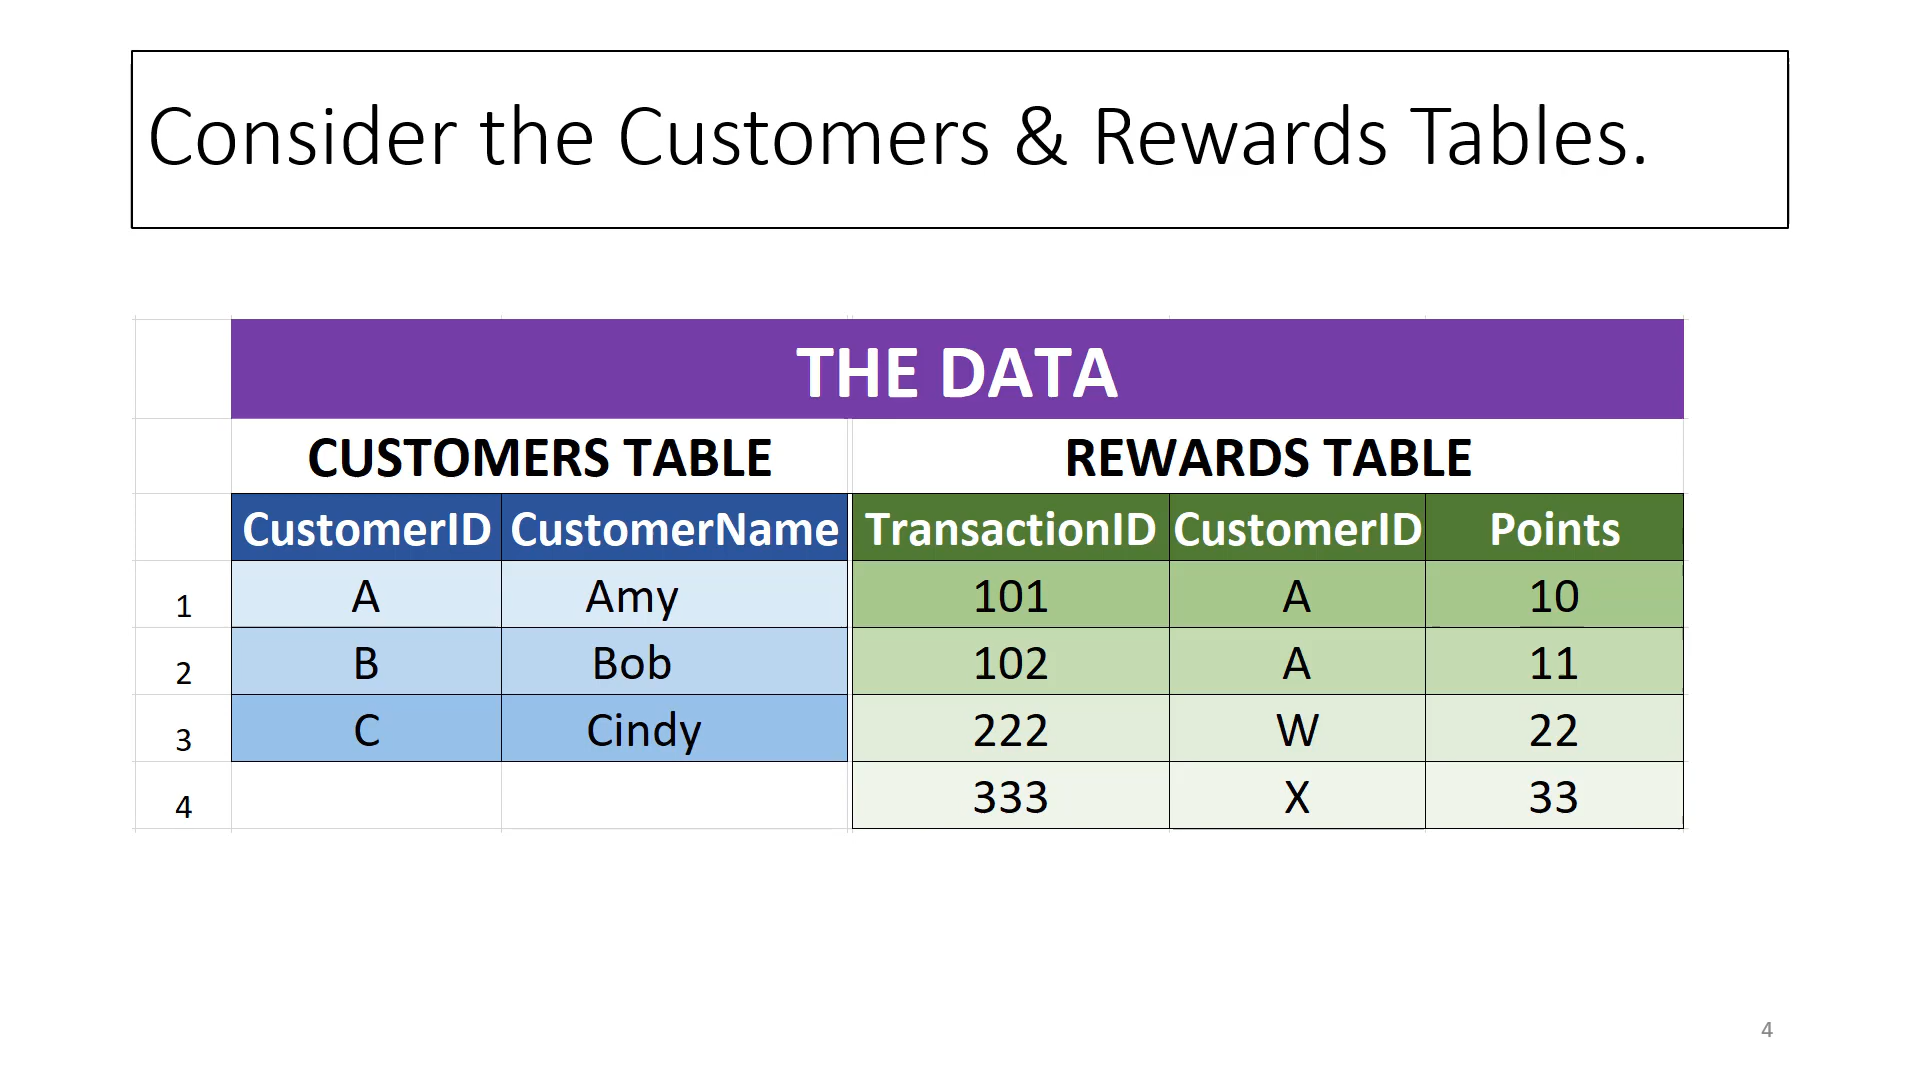 Consider the Customers & Rewards Tables.
THE DATA
CUSTOMERS TABLE REWARDS TABLE
CustomerID CustomerName TransactionID CustomerID Points
1 A Amy 101 A 10
2 B Bob 102 A 11
3 C Cindy 222 W 22
4 333 X 33
4